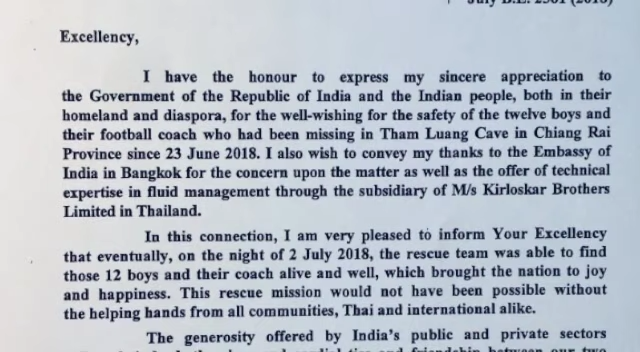 July B.E. 2561 (2018)
Excellency,
I have the honour to express my sincere appreciation to
the Government of the Republic of India and the Indian people, both in their
homeland and diaspora, for the well-wishing for the safety of the twelve boys and
their football coach who had been missing in Tham Luang Cave in Chiang Rai
Province since 23 June 2018. I also wish to convey my thanks to the Embassy of
India in Bangkok for the concern upon the matter as well as the offer of technical
expertise in fluid management through the subsidiary of M/s Kirloskar Brothers
Limited in Thailand.
In this connection, I am very pleased to inform Your Excellency
that eventually, on the night of 2 July 2018, the rescue team was able to find
those 12 boys and their coach alive and well, which brought the nation to joy
and happiness. This rescue mission would not have been possible without
the helping hands from all communities, Thai and international alike.
The generosity offered by India's public and private sectors
and friendship between our two